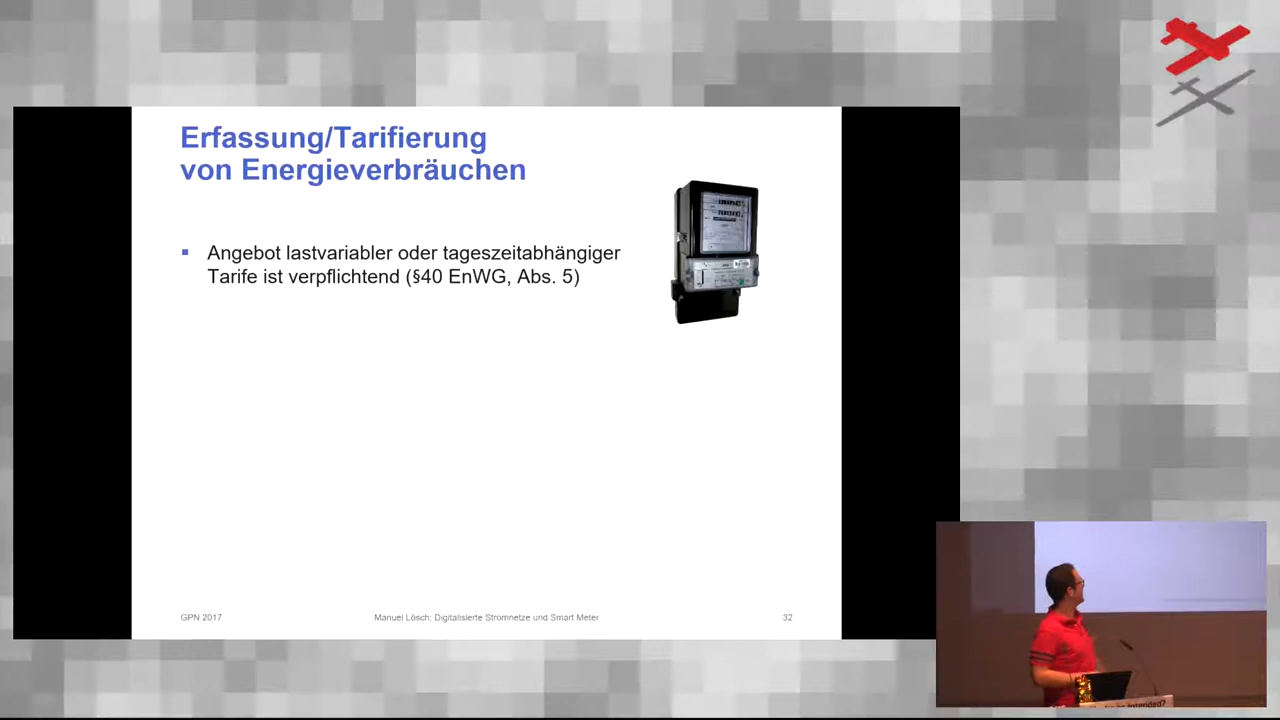 Erfassung/Tarifierung
von Energieverbräuchen
▪ Angebot lastvariabler oder tageszeitabhängiger
Tarife ist verpflichtend (§40 EnWG, Abs. 5)
GPN 2017
Manuel Lösch: Digitalisierte Stromnetze und Smart Meter
32
intended?